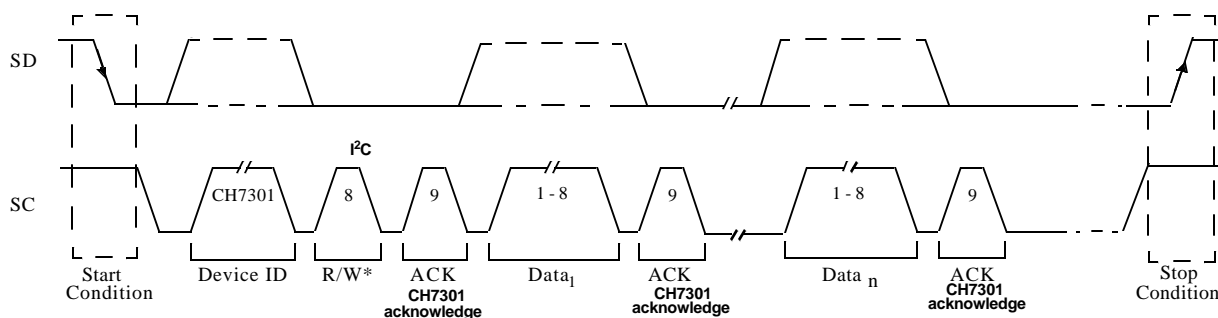 SD
I²C
SC
CH7301
8
9
1 - 8
9
1 - 8
9
Start
Condition
Device ID
R/W*
ACK
CH7301
acknowledge
Data1
ACK
CH7301
acknowledge
Data n
ACK
CH7301
acknowledge
Stop
Condition